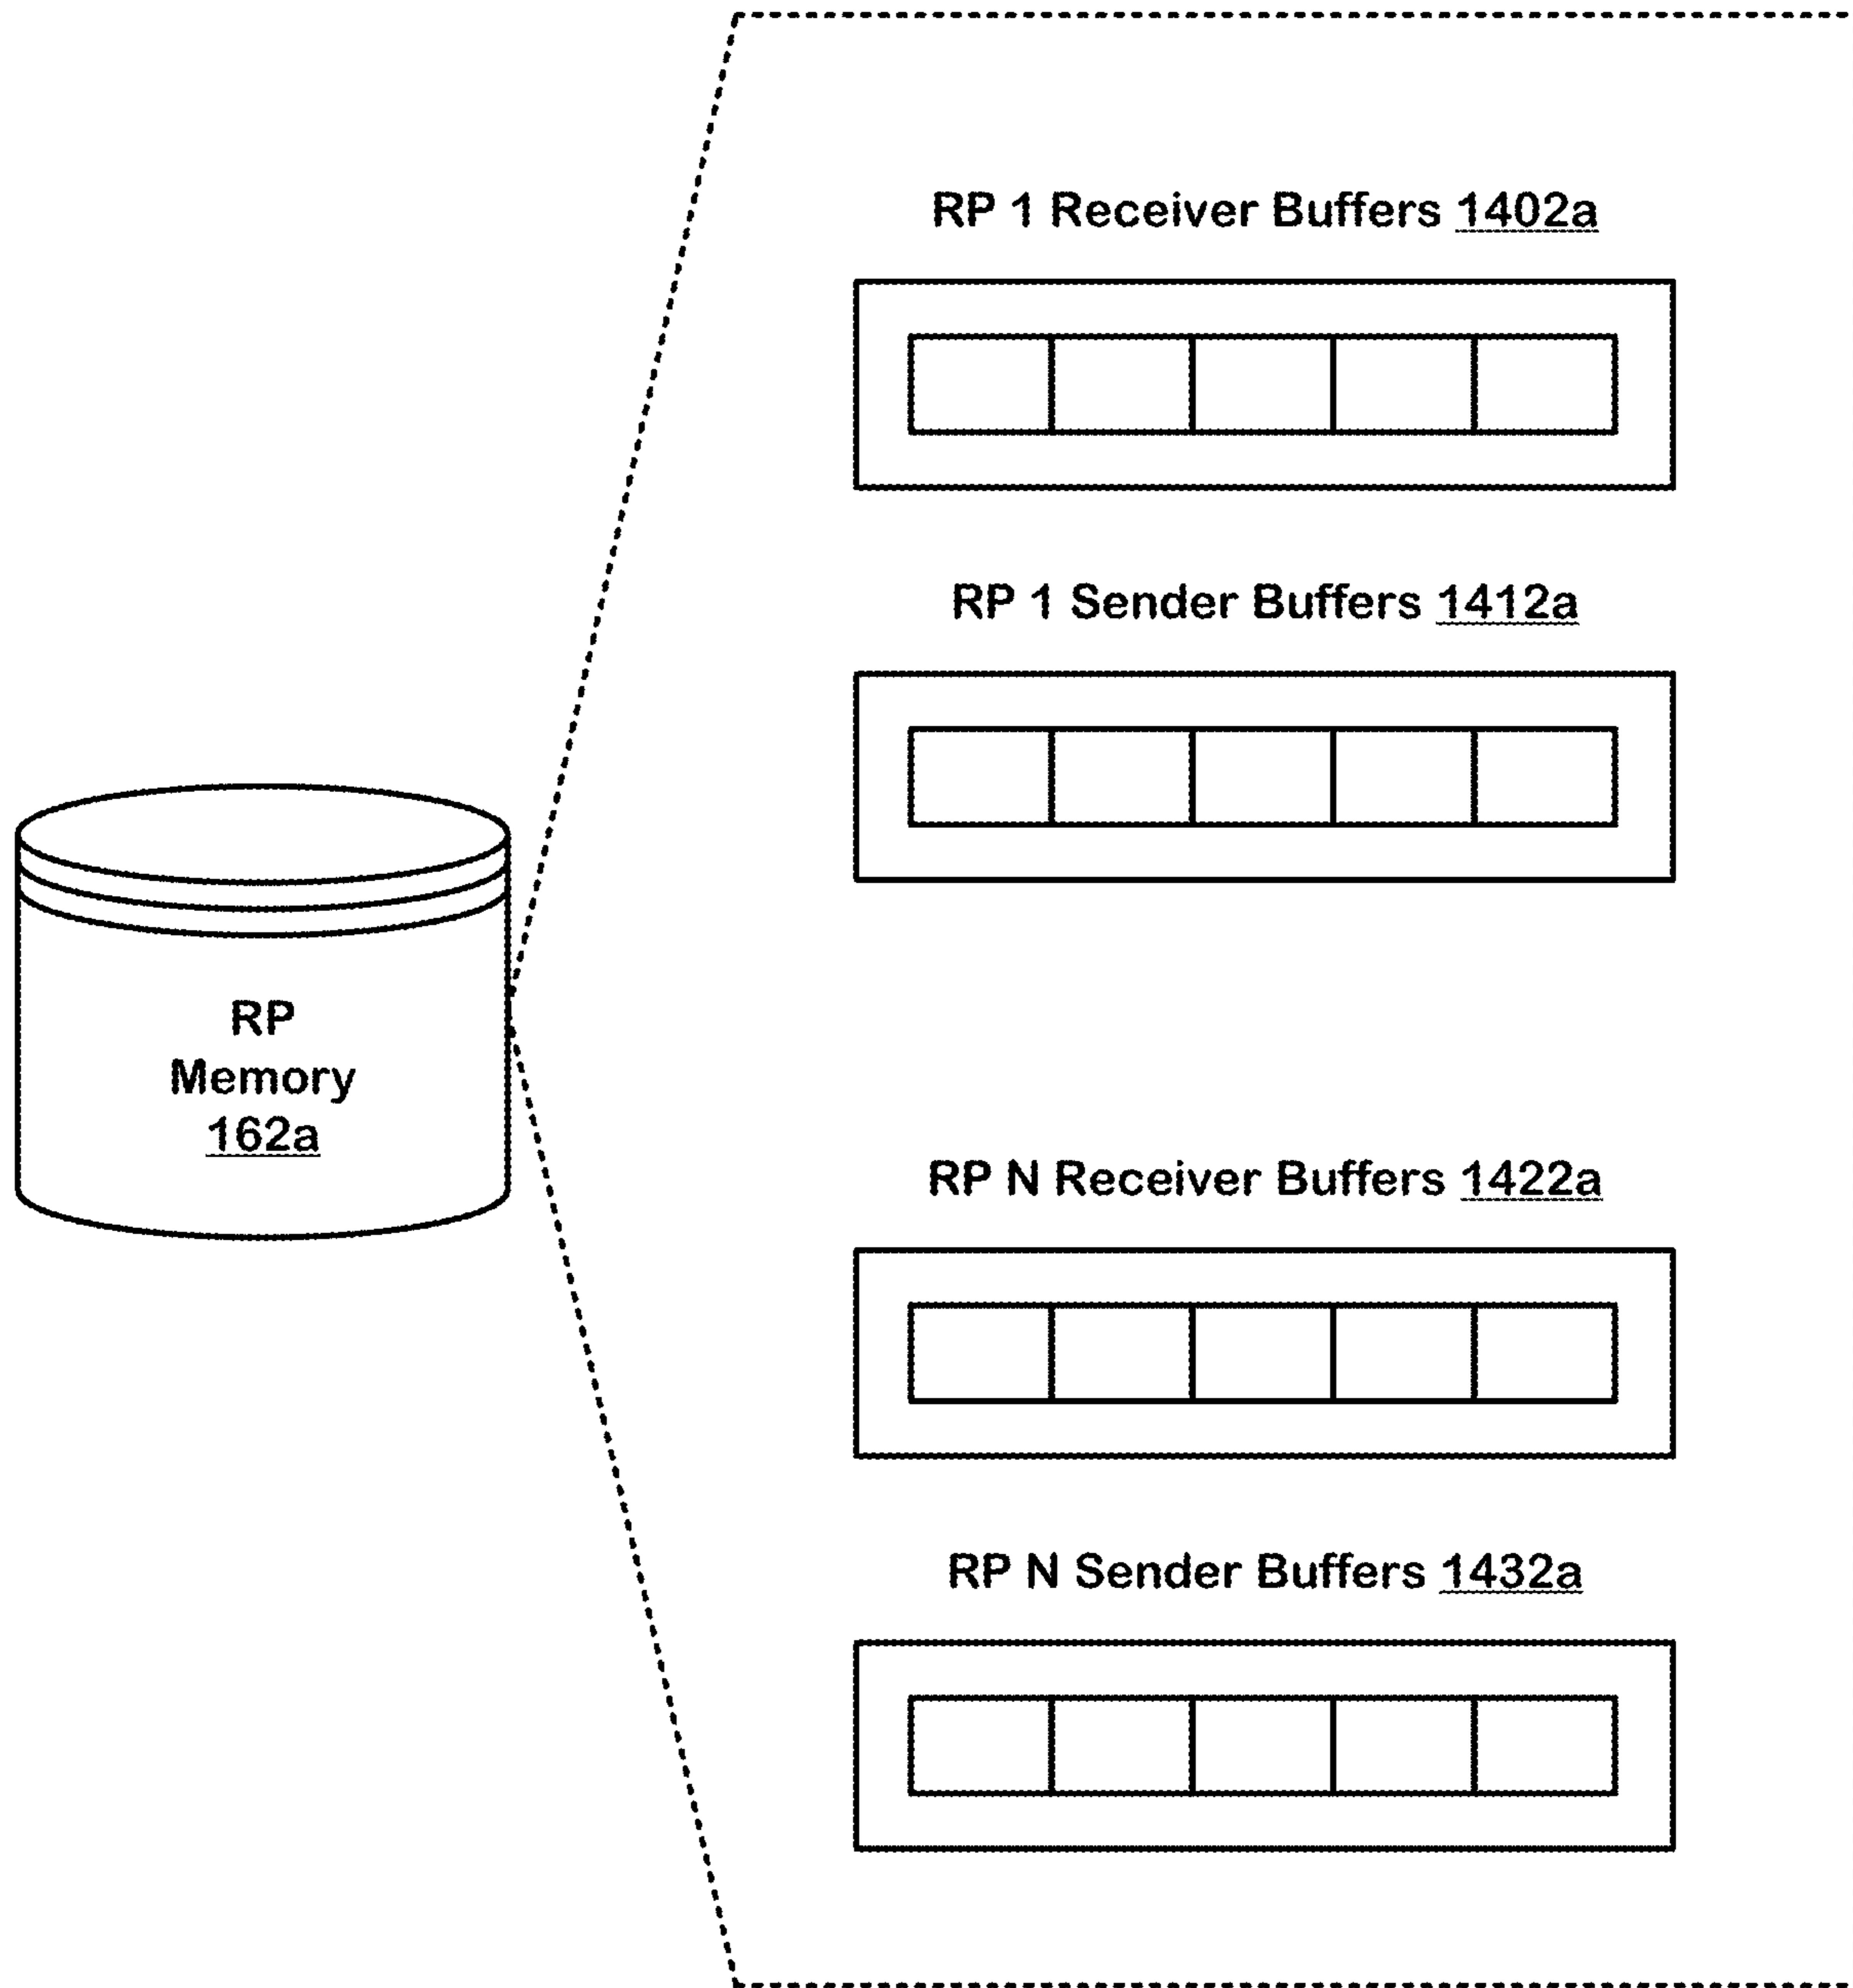 RP 1 Receiver Buffers 1402a
RP 1 Sender Buffers 1412a
RP
Memory
162a
RP N Receiver Buffers 1422a
RP N Sender Buffers 1432a